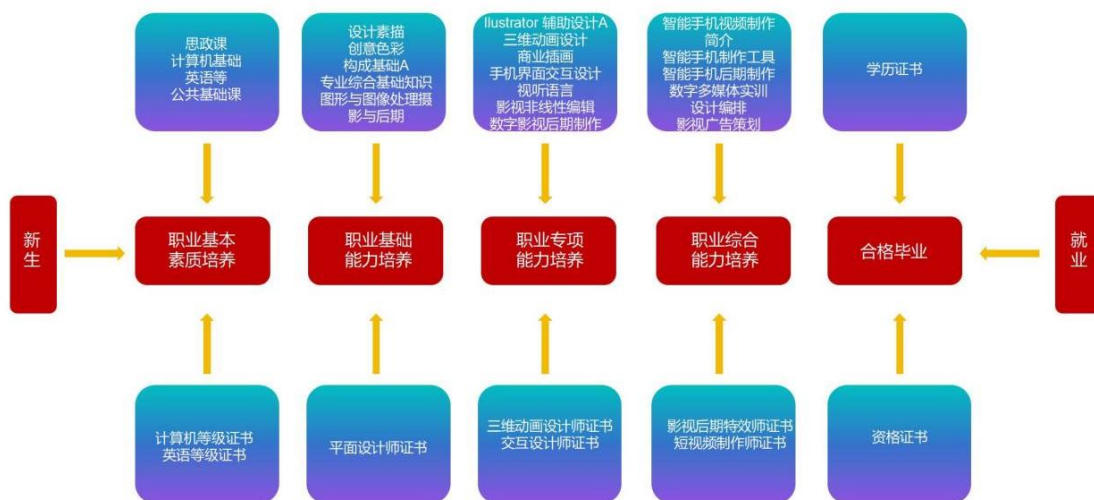 思政课
计算机基础
英语等
公共基础课
设计素描
创意色彩
构成基础A
专业综合基础知识
图形与图像处理摄
影与后期
llustrator 辅助设计A
三维动画设计
商业插画
手机界面交互设计
视听语言
影视非线性编辑
数字影视后期制作
智能手机视频制作
简介
智能手机制作工具
智能手机后期制作
数字多媒体实训
设计编排
影视广告策划
学历证书
新
生
职业基本
素质培养
职业基础
能力培养
职业专项
能力培养
职业综合
能力培养
合格毕业
就
业
计算机等级证书
英语等级证书
平面设计师证书
三维动画设计师证书
交互设计师证书
影视后期特效师证书
短视频制作师证书
资格证书